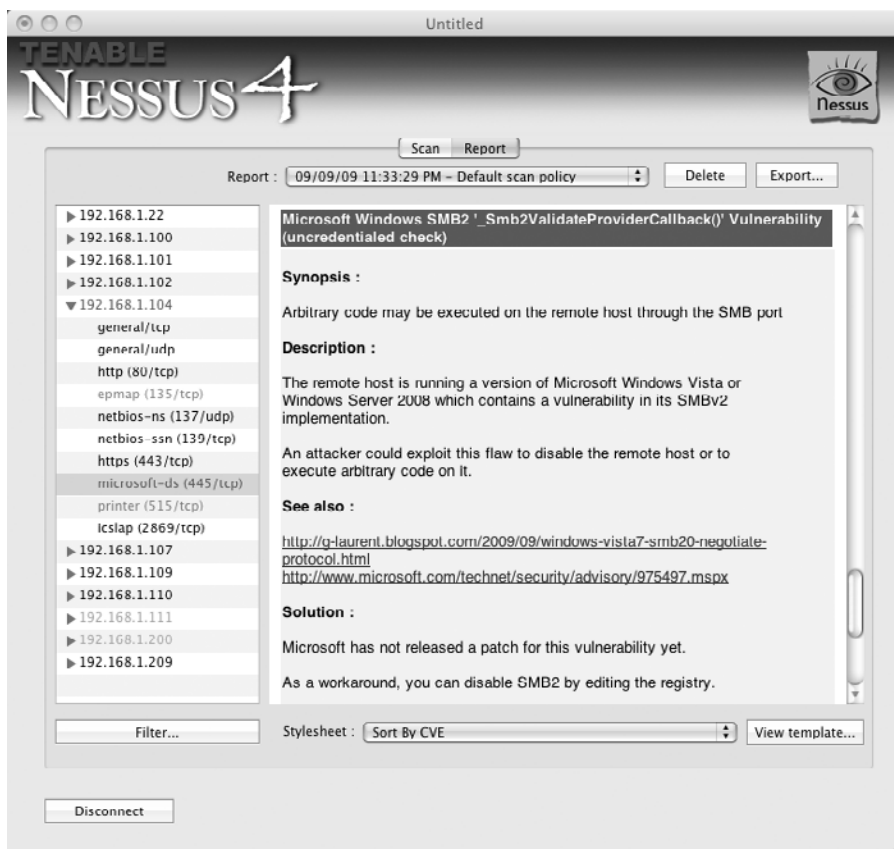 Untitled
TENABLE
NESSUS 4
Nessus
Scan Report
Report : 09/09/09 11:33:29 PM – Default scan policy Delete Export...
192.168.1.22
192.168.1.100
192.168.1.101
192.168.1.102
192.168.1.104
general/tcp
general/udp
http (80/tcp)
epmap (135/tcp)
netbios-ns (137/udp)
netbios-ssn (139/tcp)
https (443/tcp)
microsoft-ds (445/tcp)
printer (515/tcp)
icslap (2869/tcp)
192.168.1.107
192.168.1.109
192.168.1.110
192.168.1.111
192.168.1.200
192.168.1.209
Microsoft Windows SMB2 '_Smb2ValidateProviderCallback()' Vulnerability
(uncredentialed check)
Synopsis :
Arbitrary code may be executed on the remote host through the SMB port
Description :
The remote host is running a version of Microsoft Windows Vista or
Windows Server 2008 which contains a vulnerability in its SMBv2
implementation.
An attacker could exploit this flaw to disable the remote host or to
execute arbitrary code on it.
See also :
http://g-laurent.blogspot.com/2009/09/windows-vista7-smb20-negotiate-
protocol.html
http://www.microsoft.com/technet/security/advisory/975497.mspx
Solution :
Microsoft has not released a patch for this vulnerability yet.
As a workaround, you can disable SMB2 by editing the registry.
Filter... Stylesheet : Sort By CVE View template...
Disconnect